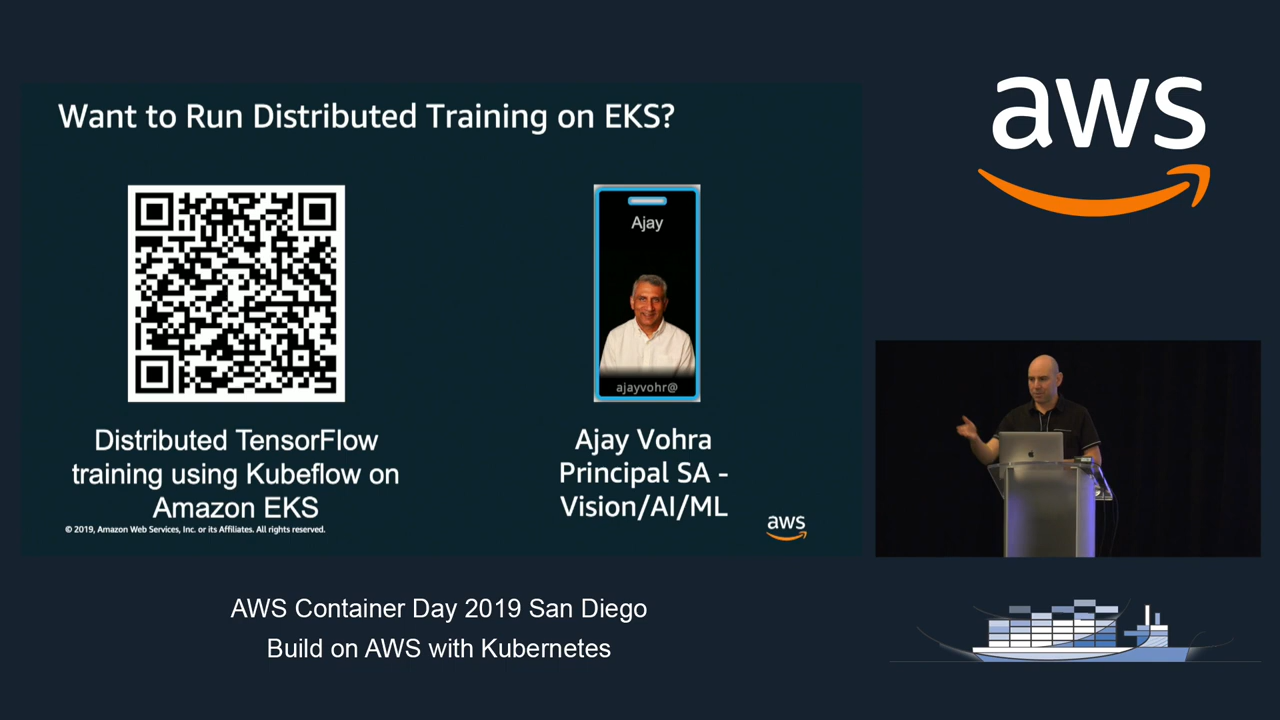 Want to Run Distributed Training on EKS?
Ajay
ajayvohr@
Distributed TensorFlow
training using Kubeflow on
Amazon EKS
Ajay Vohra
Principal SA -
Vision/AI/ML
© 2019, Amazon Web Services, Inc. or its Affiliates. All rights reserved.
aws
aws
AWS Container Day 2019 San Diego
Build on AWS with Kubernetes